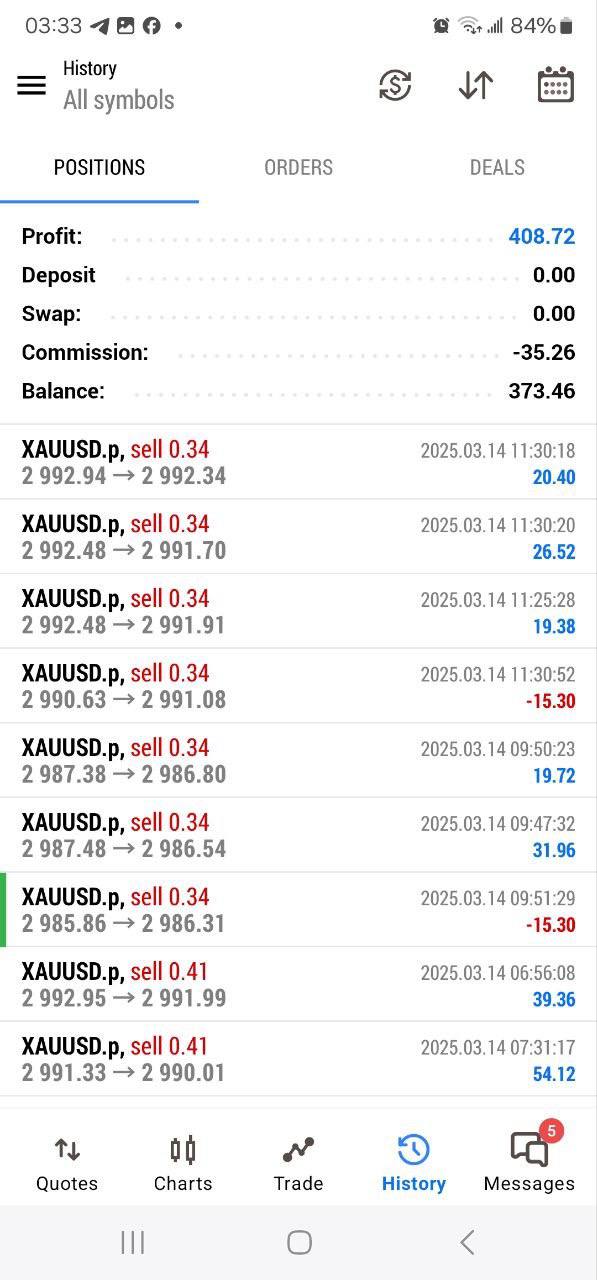 03:33 84%
History
All symbols
POSITIONS ORDERS DEALS
Profit: 408.72
Deposit 0.00
Swap: 0.00
Commission: -35.26
Balance: 373.46
XAUUSD.p, sell 0.34 2025.03.14 11:30:18
2 992.94 → 2 992.34 20.40
XAUUSD.p, sell 0.34 2025.03.14 11:30:20
2 992.48 → 2 991.70 26.52
XAUUSD.p, sell 0.34 2025.03.14 11:25:28
2 992.48 → 2 991.91 19.38
XAUUSD.p, sell 0.34 2025.03.14 11:30:52
2 990.63 → 2 991.08 -15.30
XAUUSD.p, sell 0.34 2025.03.14 09:50:23
2 987.38 → 2 986.80 19.72
XAUUSD.p, sell 0.34 2025.03.14 09:47:32
2 987.48 → 2 986.54 31.96
XAUUSD.p, sell 0.34 2025.03.14 09:51:29
2 985.86 → 2 986.31 -15.30
XAUUSD.p, sell 0.41 2025.03.14 06:56:08
2 992.95 → 2 991.99 39.36
XAUUSD.p, sell 0.41 2025.03.14 07:31:17
2 991.33 → 2 990.01 54.12
5
Quotes Charts Trade History Messages